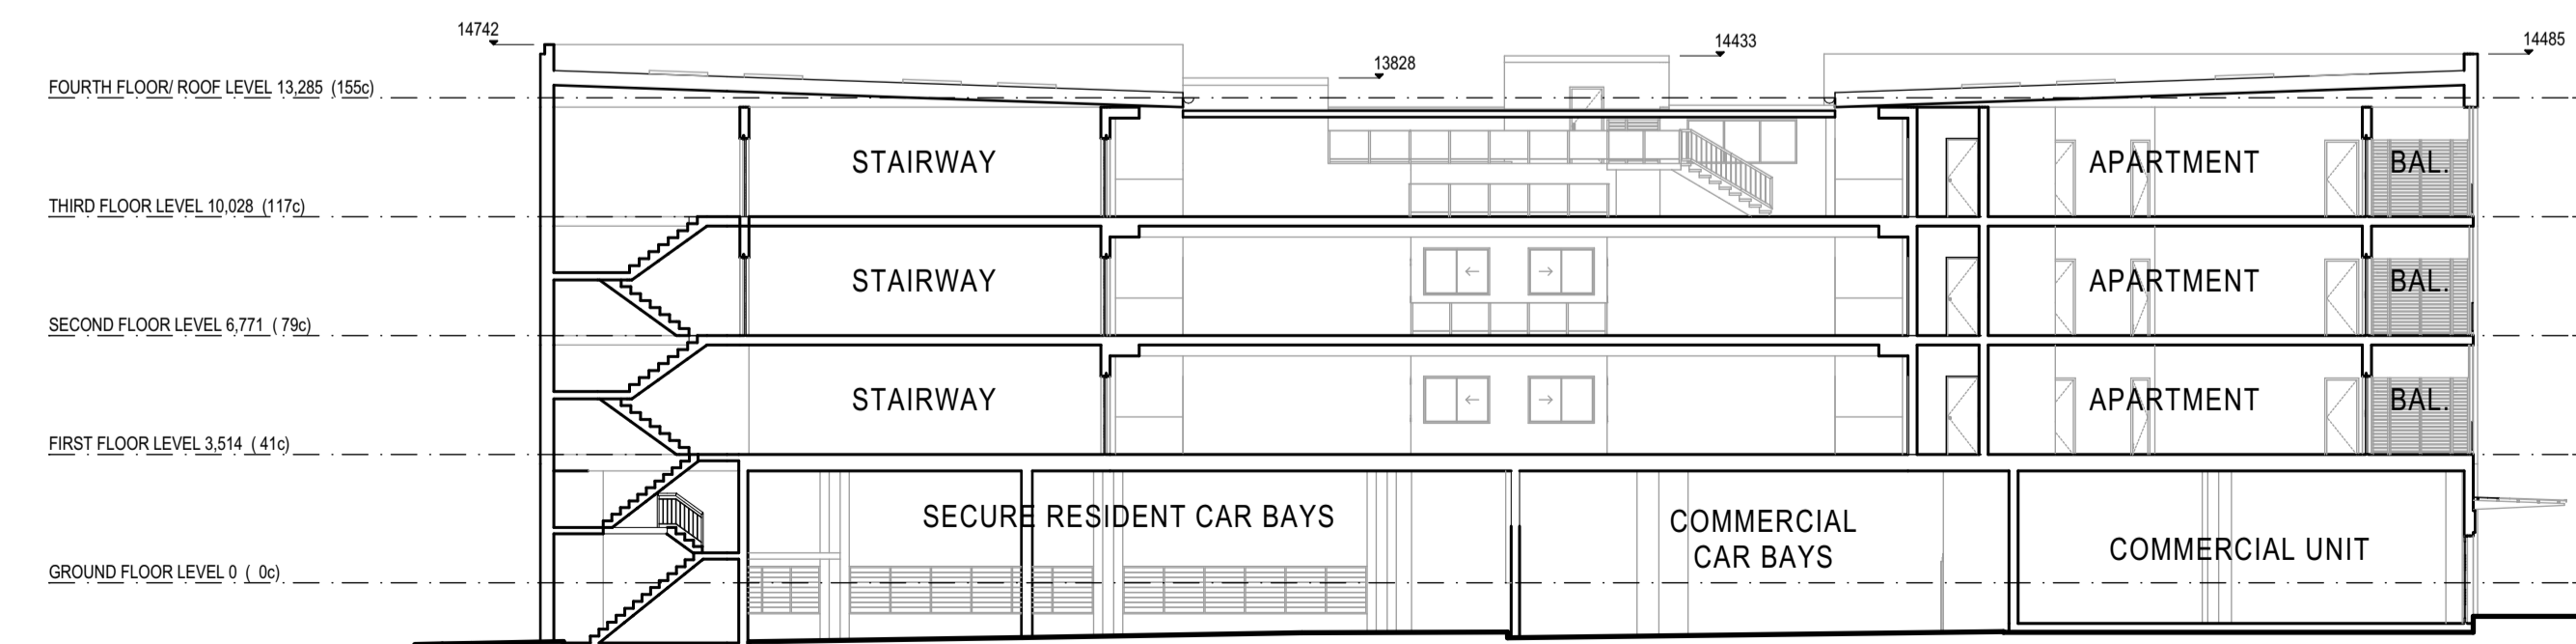 14742
14433
14485
13828
FOURTH FLOOR/ ROOF LEVEL 13,285 (155c)
STAIRWAY
APARTMENT
BAL.
THIRD FLOOR LEVEL 10,028 (117c)
STAIRWAY
APARTMENT
BAL.
SECOND FLOOR LEVEL 6,771 ( 79c)
STAIRWAY
APARTMENT
BAL.
FIRST FLOOR LEVEL 3,514 ( 41c)
SECURE RESIDENT CAR BAYS
COMMERCIAL
CAR BAYS
COMMERCIAL UNIT
GROUND FLOOR LEVEL 0 ( 0c)